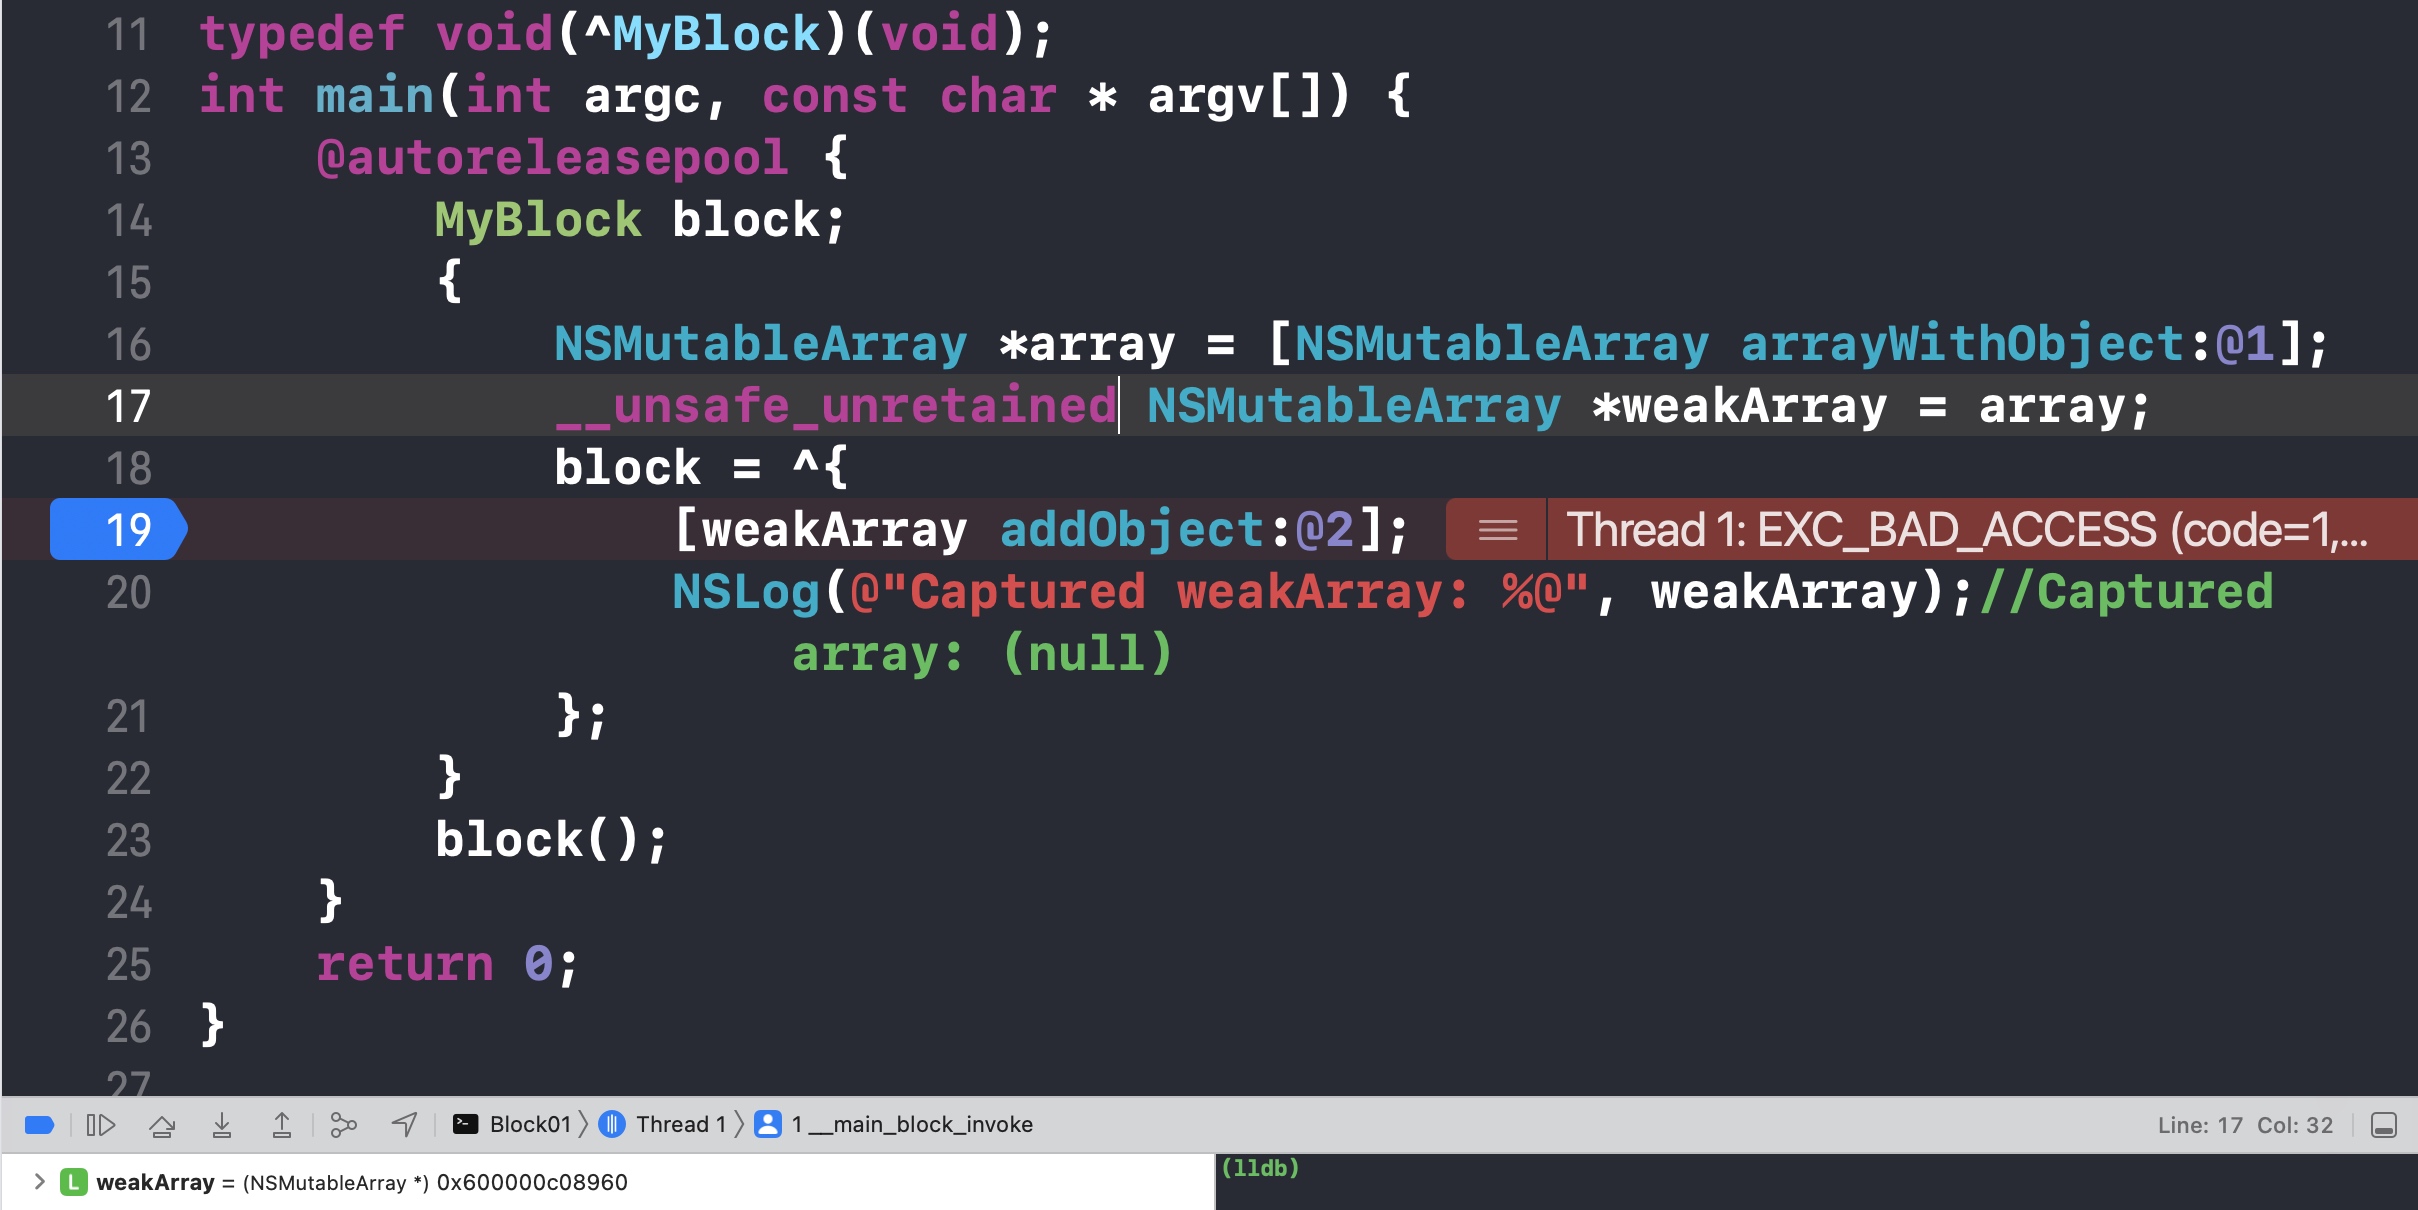 11 typedef void(^MyBlock)(void);
12 int main(int argc, const char * argv[]) {
13     @autoreleasepool {
14         MyBlock block;
15         {
16             NSMutableArray *array = [NSMutableArray arrayWithObject:@1];
17             __unsafe_unretained NSMutableArray *weakArray = array;
18             block = ^{
19                 [weakArray addObject:@2]; Thread 1: EXC_BAD_ACCESS (code=1,...
20                 NSLog(@"Captured weakArray: %@", weakArray);//Captured
                    array: (null)
21             };
22         }
23         block();
24     }
25     return 0;
26 }
27
Block01 Thread 1 1 __main_block_invoke Line: 17 Col: 32
L weakArray = (NSMutableArray *) 0x600000c08960
(lldb)